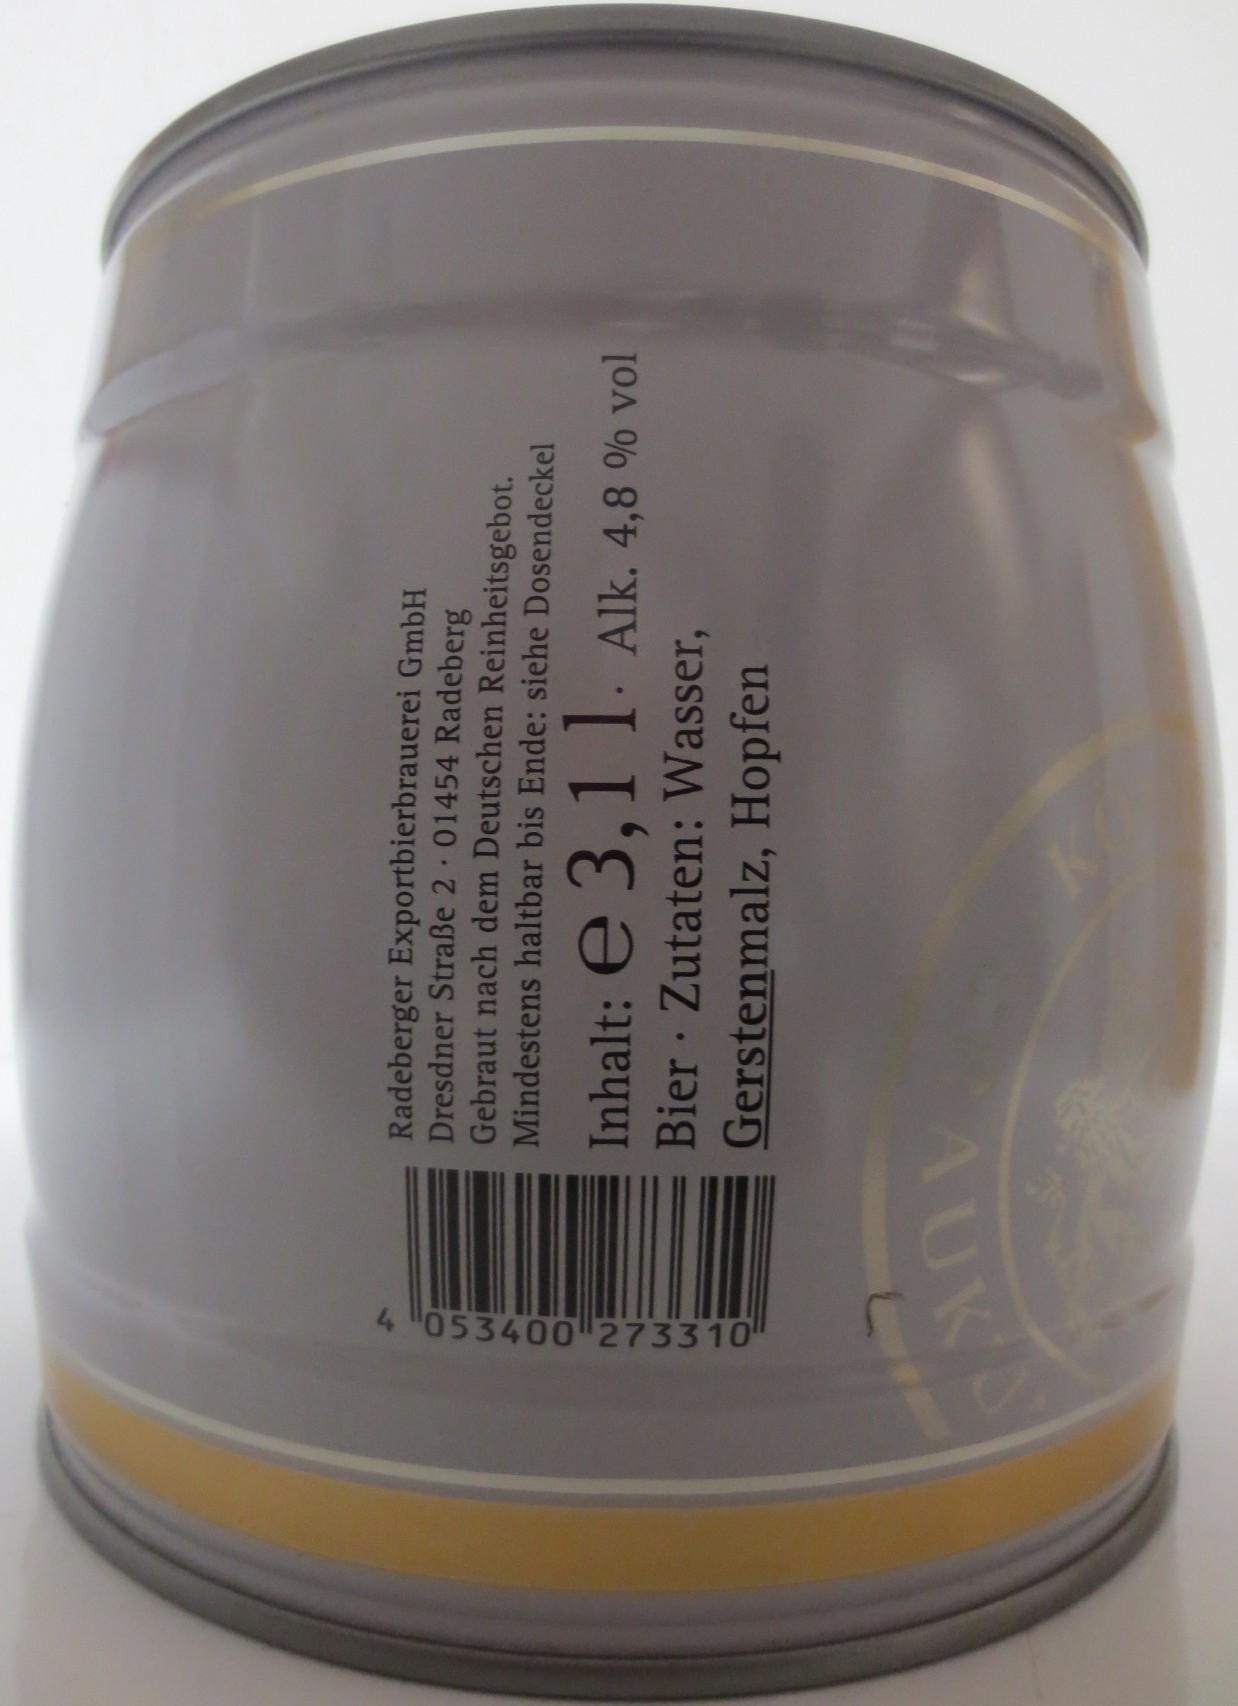 Radeberger Exportbierbrauerei GmbH
Dresdner Straße 2 · 01454 Radeberg
Gebraut nach dem Deutschen Reinheitsgebot.
Mindestens haltbar bis Ende: siehe Dosendeckel
Inhalt: e 3,1 l · Alk. 4,8 % vol
Bier · Zutaten: Wasser,
Gerstenmalz, Hopfen
4 053400 273310